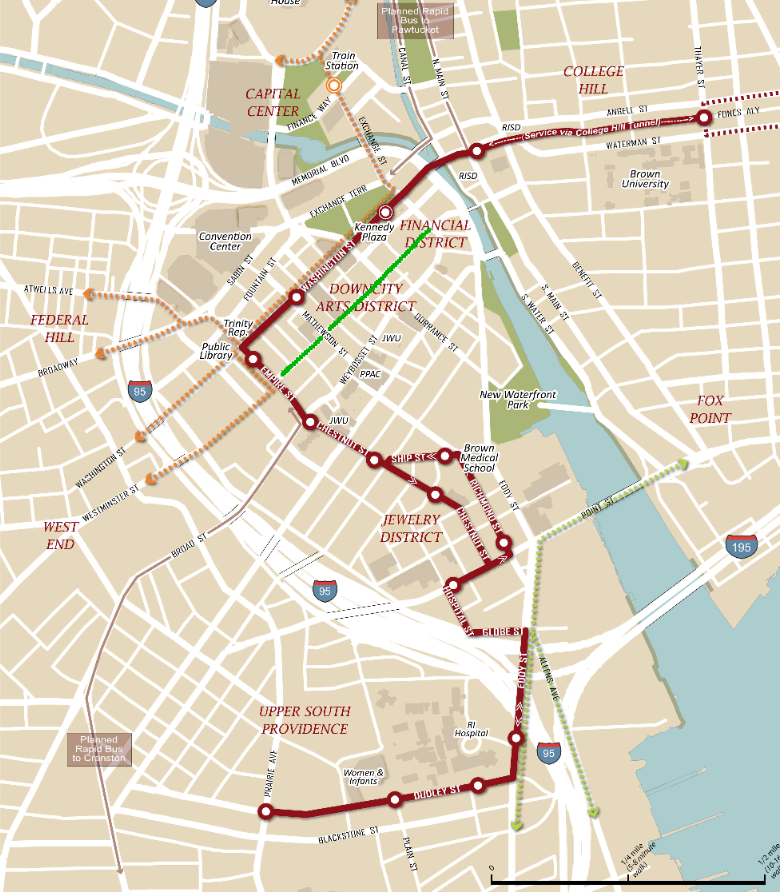 House
Planned Rapid
Bus to
Pawtucket
Train
Station
CANAL ST
N. MAIN ST
THAYER ST
COLLEGE
HILL
CAPITAL
CENTER
FINANCE WAY
EXCHANGE ST
RISD
ANGELL ST
FONES ALY
(Service via College Hill Tunnel)
WATERMAN ST
MEMORIAL BLVD
RISD
Brown
University
EXCHANGE TERR
Kennedy
Plaza
FINANCIAL
DISTRICT
Convention
Center
SABIN ST
FOUNTAIN ST
WASHINGTON ST
BENEFIT ST
S. MAIN ST
S. WATER ST
ATWELLS AVE
DOWNCITY
ARTS DISTRICT
FEDERAL
HILL
Trinity
Rep.
MATHEWSON ST
WEYBOSSET ST
DORRANCE ST
JWU
Public
Library
BROADWAY
EMPIRE ST
PPAC
95
New Waterfront
Park
FOX
POINT
JWU
CHESTNUT ST
SHIP ST
Brown
Medical
School
WASHINGTON ST
WESTMINSTER ST
RICHMOND ST
EDDY ST
POINT ST
WEST
END
JEWELRY
DISTRICT
CHESTNUT ST
BROAD ST
195
95
HOSPITAL ST
GLOBE ST
EDDY ST
ALLENS AVE
UPPER SOUTH
PROVIDENCE
Planned
Rapid Bus
to Cranston
PRAIRIE AVE
RI
Hospital
95
Women &
Infants
DUDLEY ST
BLACKSTONE ST
PLAIN ST
0
1/4 mile
(5-8 minute
walk)
1/2 mile